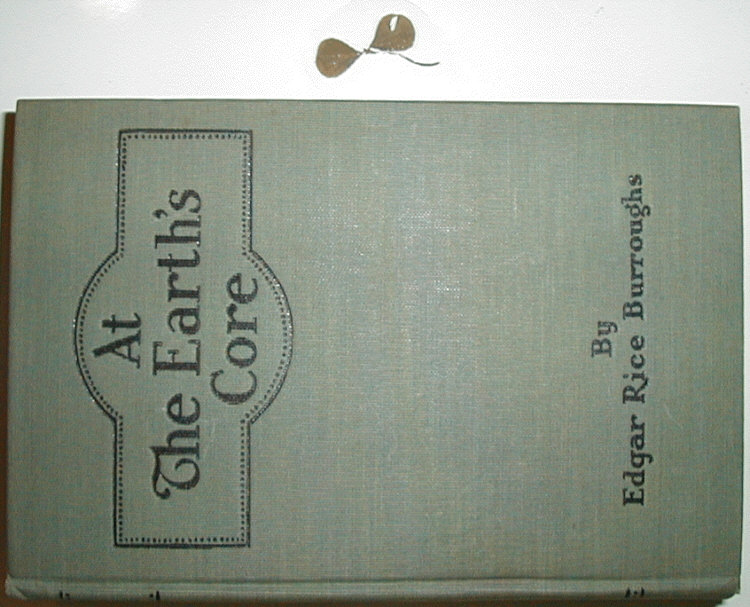 At
The Earth's
Core
By
Edgar Rice Burroughs